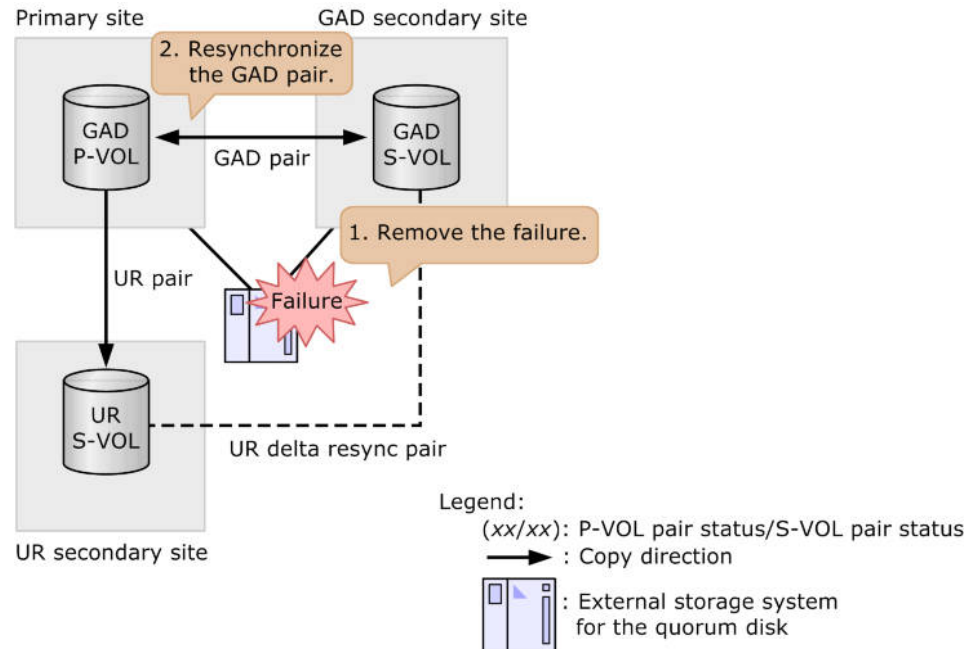 Primary site
GAD secondary site
2. Resynchronize
the GAD pair.
GAD
P-VOL
GAD
S-VOL
GAD pair
1. Remove the failure.
UR pair
Failure
UR
S-VOL
UR delta resync pair
UR secondary site
Legend:
(xx/xx): P-VOL pair status/S-VOL pair status
: Copy direction
: External storage system
for the quorum disk